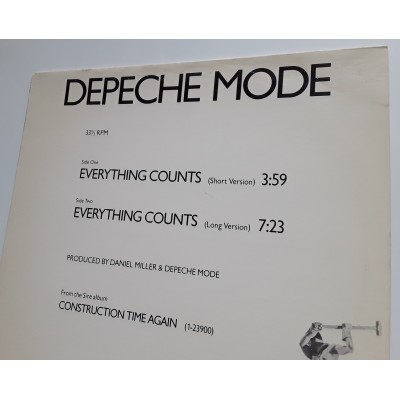 DEPECHE MODE
33⅓ RPM
Side One
EVERYTHING COUNTS (Short Version) 3:59
Side Two
EVERYTHING COUNTS (Long Version) 7:23
PRODUCED BY DANIEL MILLER & DEPECHE MODE
From the Sire album
CONSTRUCTION TIME AGAIN (1-23900)